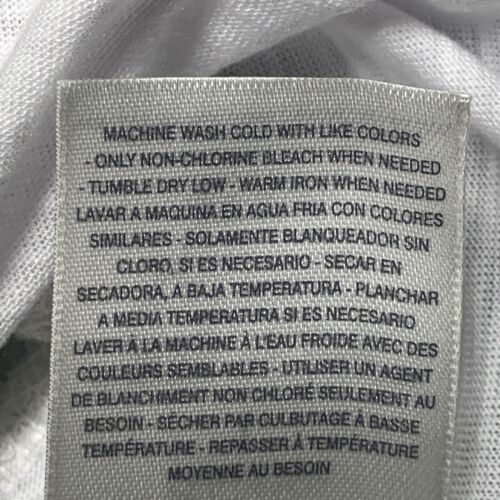 MACHINE WASH COLD WITH LIKE COLORS
- ONLY NON-CHLORINE BLEACH WHEN NEEDED
- TUMBLE DRY LOW - WARM IRON WHEN NEEDED
LAVAR A MAQUINA EN AGUA FRIA CON COLORES
SIMILARES - SOLAMENTE BLANQUEADOR SIN
CLORO, SI ES NECESARIO - SECAR EN
SECADORA, A BAJA TEMPERATURA - PLANCHAR
A MEDIA TEMPERATURA SI ES NECESARIO
LAVER À LA MACHINE À L'EAU FROIDE AVEC DES
COULEURS SEMBLABLES - UTILISER UN AGENT
DE BLANCHIMENT NON CHLORÉ SEULEMENT AU
BESOIN - SÉCHER PAR CULBUTAGE À BASSE
TEMPÉRATURE - REPASSER À TEMPÉRATURE
MOYENNE AU BESOIN